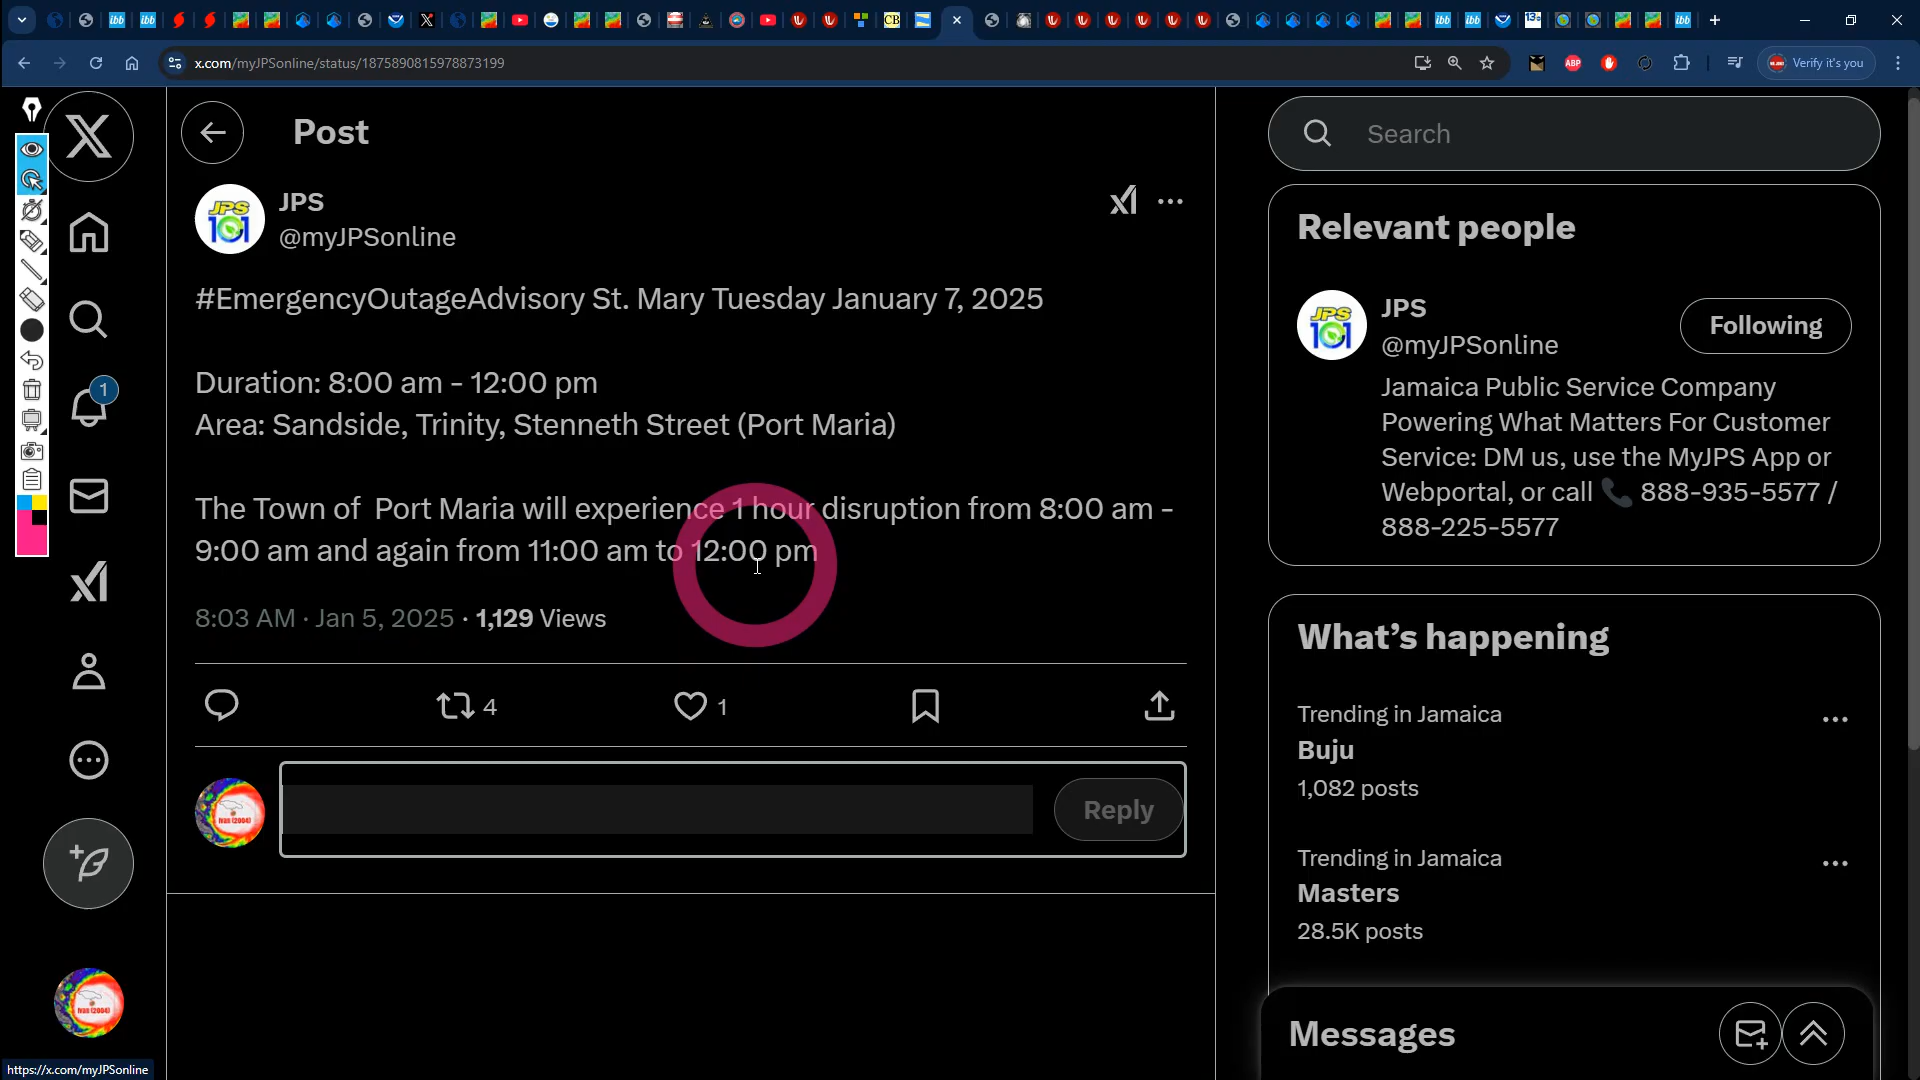 x.com/myJPSonline/status/1875890815978873199
Verify it's you
Post
Search
JPS
@myJPSonline
#EmergencyOutageAdvisory St. Mary Tuesday January 7, 2025
Duration: 8:00 am - 12:00 pm
Area: Sandside, Trinity, Stenneth Street (Port Maria)
The Town of  Port Maria will experience 1 hour disruption from 8:00 am -
9:00 am and again from 11:00 am to 12:00 pm
8:03 AM · Jan 5, 2025 · 1,129 Views
4
1
Reply
1
Relevant people
JPS
@myJPSonline
Following
Jamaica Public Service Company
Powering What Matters For Customer
Service: DM us, use the MyJPS App or
Webportal, or call 📞 888-935-5577 /
888-225-5577
What's happening
Trending in Jamaica
Buju
1,082 posts
Trending in Jamaica
Masters
28.5K posts
Messages
https://x.com/myJPSonline